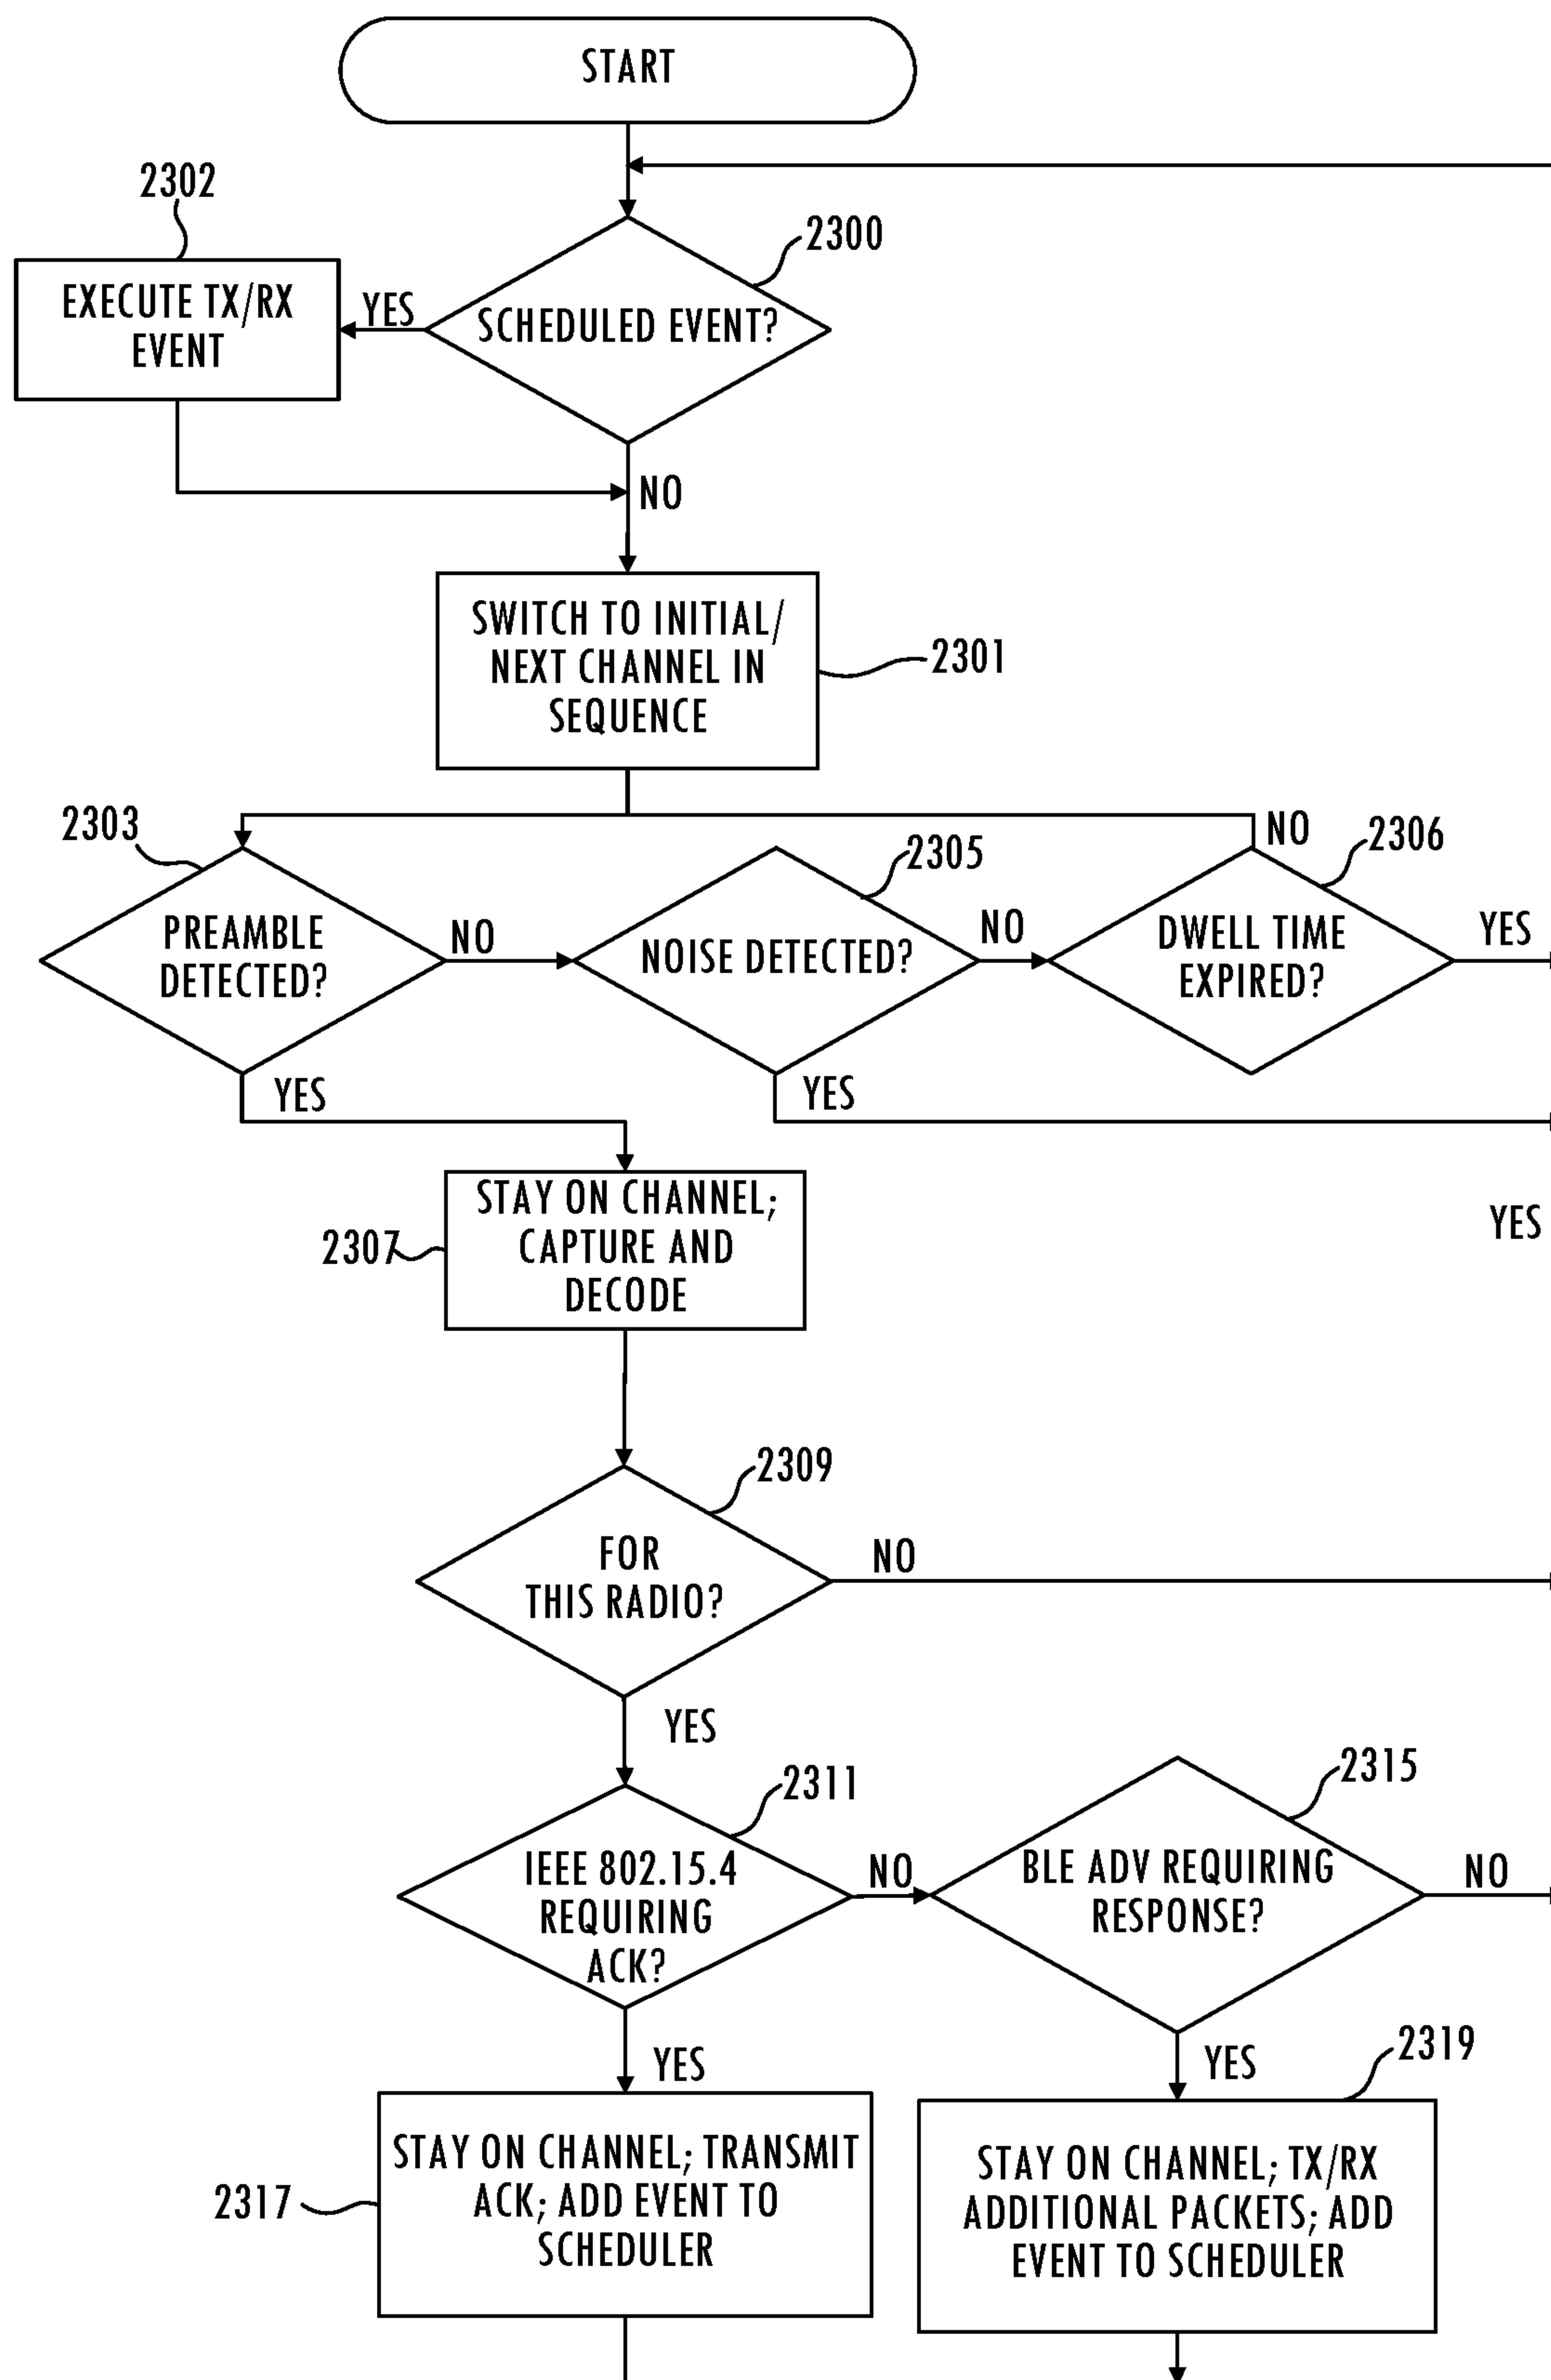 START
2302
2300
EXECUTE TX/RX
EVENT
YES
SCHEDULED EVENT?
NO
SWITCH TO INITIAL/
NEXT CHANNEL IN
SEQUENCE
2301
2303
2305
NO
2306
PREAMBLE
DETECTED?
NO
NOISE DETECTED?
NO
DWELL TIME
EXPIRED?
YES
YES
YES
STAY ON CHANNEL;
CAPTURE AND
DECODE
2307
YES
2309
FOR
THIS RADIO?
NO
YES
2311
2315
IEEE 802.15.4
REQUIRING
ACK?
NO
BLE ADV REQUIRING
RESPONSE?
NO
YES
YES
2319
STAY ON CHANNEL; TRANSMIT
ACK; ADD EVENT TO
SCHEDULER
2317
STAY ON CHANNEL; TX/RX
ADDITIONAL PACKETS; ADD
EVENT TO SCHEDULER